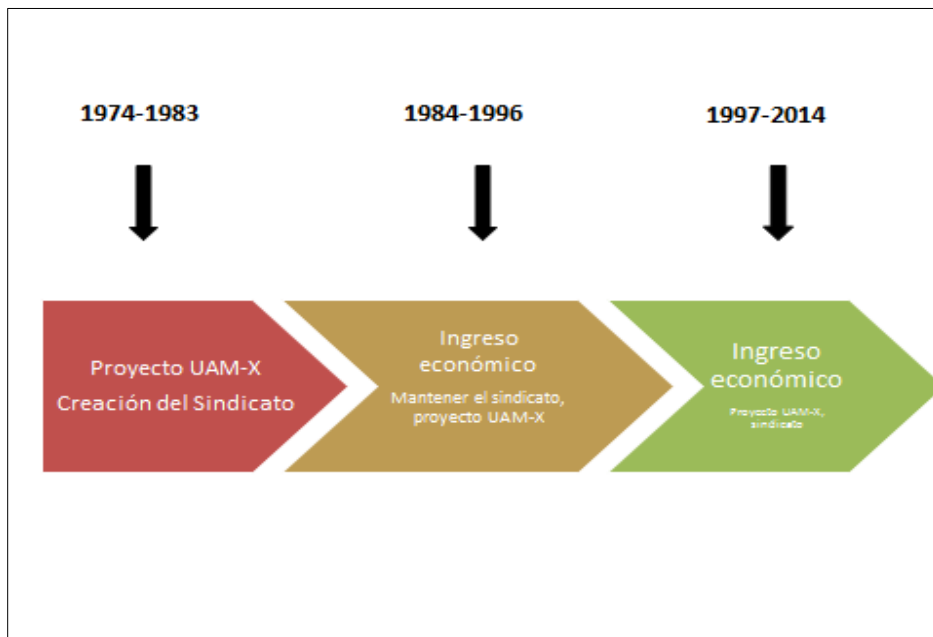 1974-1983
1984-1996
1997-2014
Proyecto UAM-X
Creación del Sindicato
Ingreso
económico
Mantener el sindicato,
proyecto UAM-X
Ingreso
económico
Proyecto UAM-X,
sindicato